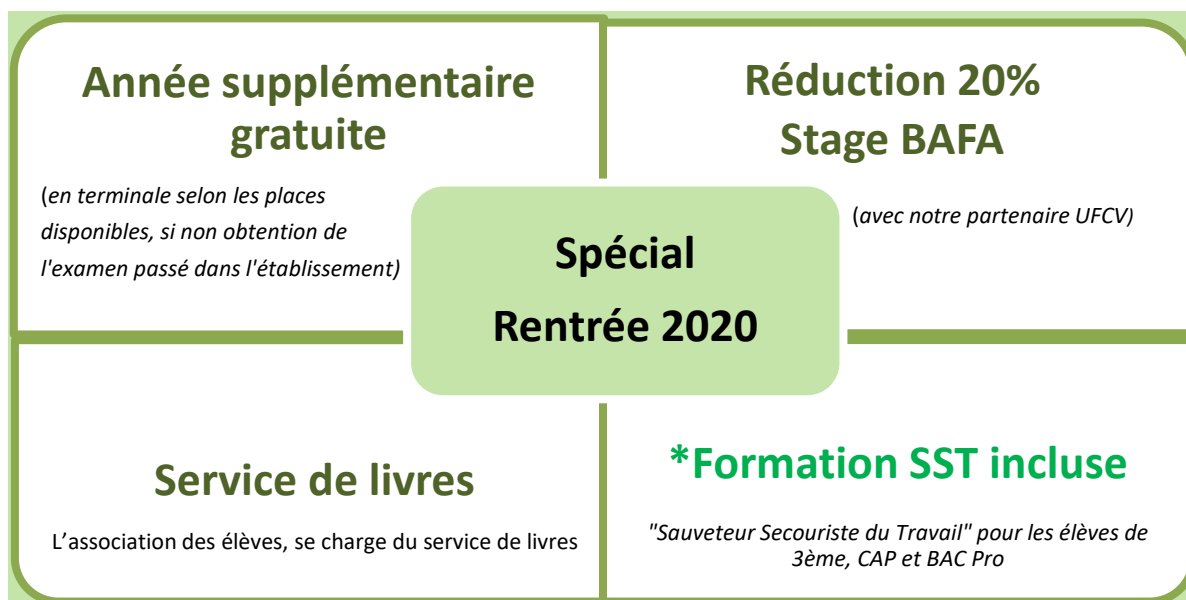 Année supplémentaire
gratuite
(en terminale selon les places
disponibles, si non obtention de
l'examen passé dans l'établissement)
Réduction 20%
Stage BAFA
(avec notre partenaire UFCV)
Spécial
Rentrée 2020
Service de livres
L’association des élèves, se charge du service de livres
*Formation SST incluse
"Sauveteur Secouriste du Travail" pour les élèves de
3ème, CAP et BAC Pro